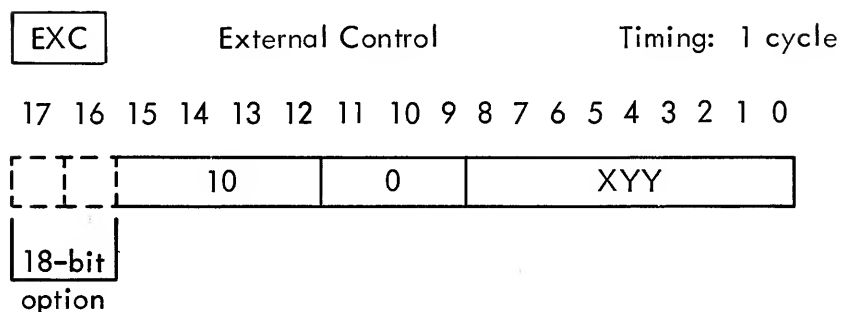 EXC External Control Timing: 1 cycle
17 16 15 14 13 12 11 10 9 8 7 6 5 4 3 2 1 0
10 0 XYY
18-bit
option